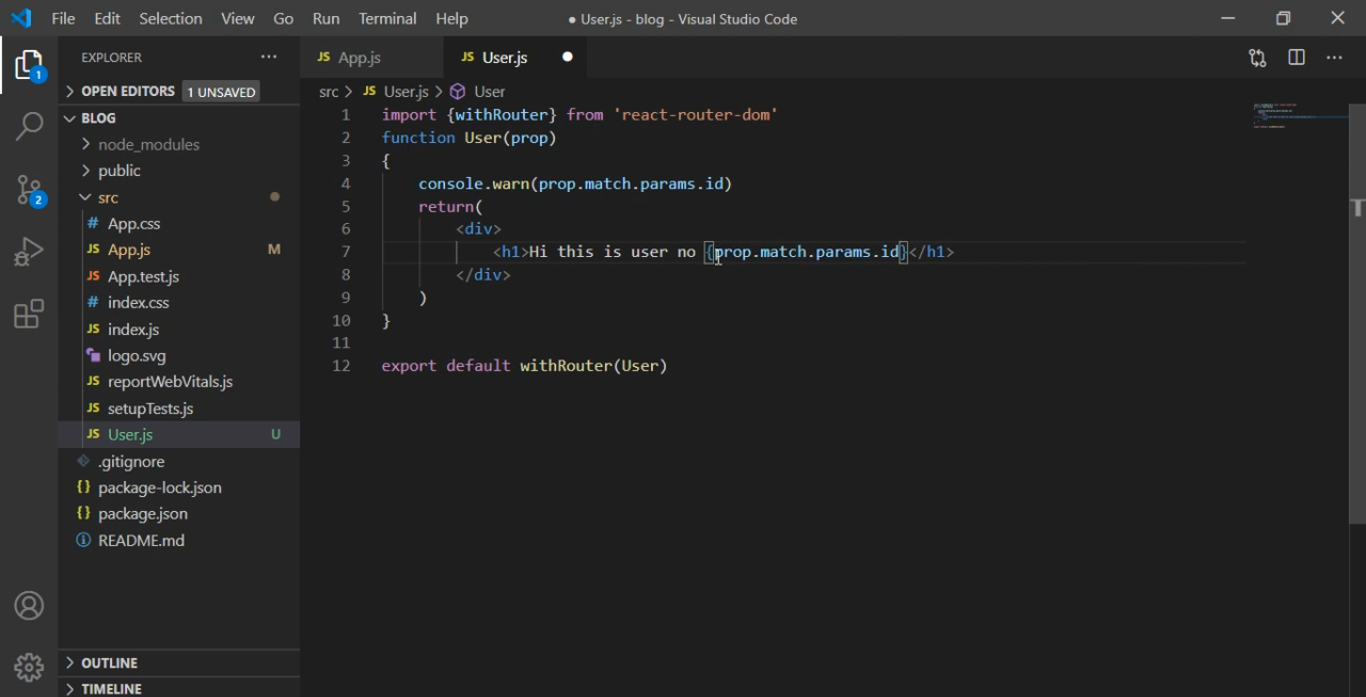 File Edit Selection View Go Run Terminal Help ● User.js - blog - Visual Studio Code
EXPLORER ···
JS App.js JS User.js ●
1
> OPEN EDITORS 1 UNSAVED
src > JS User.js > User
BLOG
> node_modules
> public
src
# App.css
JS App.js M
JS App.test.js
# index.css
JS index.js
logo.svg
JS reportWebVitals.js
JS setupTests.js
JS User.js U
.gitignore
{} package-lock.json
{} package.json
README.md
> OUTLINE
> TIMELINE
2
1 import {withRouter} from 'react-router-dom'
2 function User(prop)
3 {
4 console.warn(prop.match.params.id)
5 return(
6 <div>
7 <h1>Hi this is user no {prop.match.params.id}</h1>
8 </div>
9 )
10 }
11
12 export default withRouter(User)